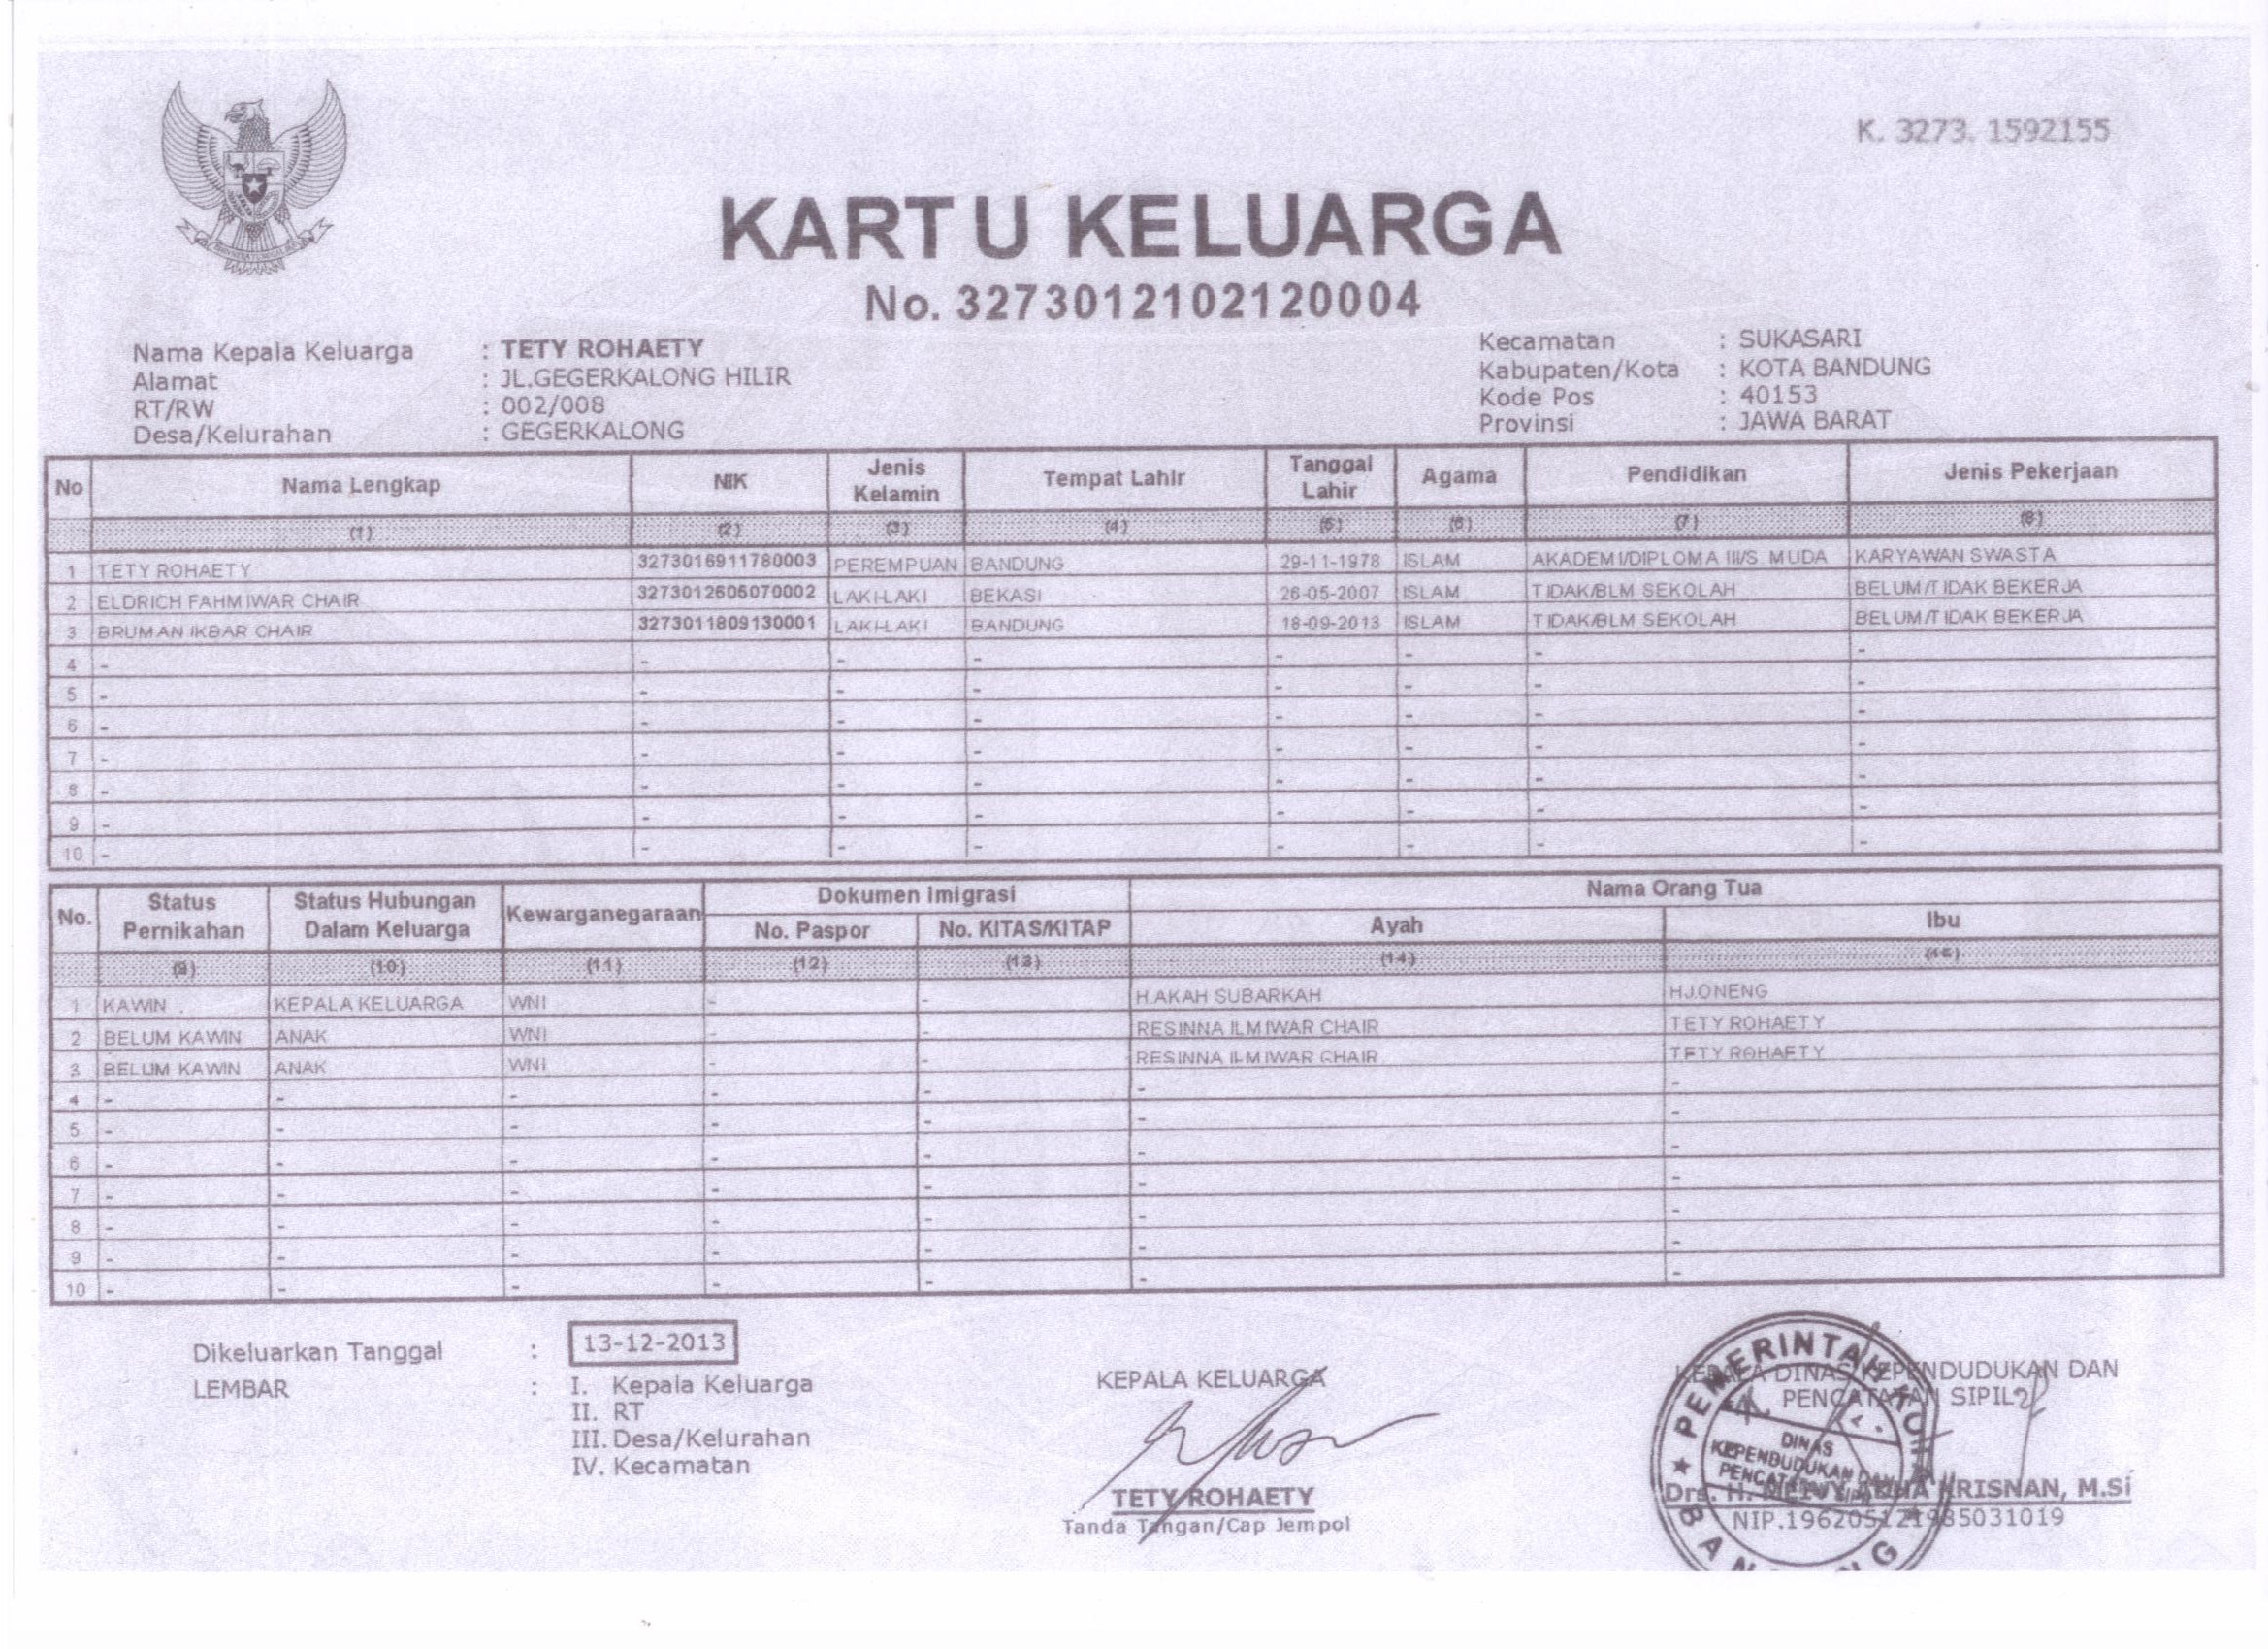 K. 3273. 1592155
KARTU KELUARGA
No. 3273012102120004
Nama Kepala Keluarga : TETY ROHAETY
Alamat : JL.GEGERKALONG HILIR
RT/RW : 002/008
Desa/Kelurahan : GEGERKALONG
Kecamatan : SUKASARI
Kabupaten/Kota : KOTA BANDUNG
Kode Pos : 40153
Provinsi : JAWA BARAT
No Nama Lengkap NIK Jenis Kelamin Tempat Lahir Tanggal Lahir Agama Pendidikan Jenis Pekerjaan
(1) (2) (3) (4) (5) (6) (7) (8)
1 TETY ROHAETY 3273016911780003 PEREMPUAN BANDUNG 29-11-1978 ISLAM AKADEMI/DIPLOMA III/S. MUDA KARYAWAN SWASTA
2 ELDRICH FAHMIWAR CHAIR 3273012605070002 LAKI-LAKI BEKASI 26-05-2007 ISLAM TIDAK/BLM SEKOLAH BELUM/TIDAK BEKERJA
3 BRUMAN IKBAR CHAIR 3273011809130001 LAKI-LAKI BANDUNG 18-09-2013 ISLAM TIDAK/BLM SEKOLAH BELUM/TIDAK BEKERJA
4 - - - - - - - -
5 - - - - - - - -
6 - - - - - - - -
7 - - - - - - - -
8 - - - - - - - -
9 - - - - - - - -
10 - - - - - - - -
No. Status Pernikahan Status Hubungan Dalam Keluarga Kewarganegaraan Dokumen Imigrasi Nama Orang Tua
No. Paspor No. KITAS/KITAP Ayah Ibu
(9) (10) (11) (12) (13) (14) (15)
1 KAWIN KEPALA KELUARGA WNI - - H.AKAH SUBARKAH HJ.ONENG
2 BELUM KAWIN ANAK WNI - - RESINNA ILMIWAR CHAIR TETY ROHAETY
3 BELUM KAWIN ANAK WNI - - RESINNA ILMIWAR CHAIR TETY ROHAETY
4 - - - - - - -
5 - - - - - - -
6 - - - - - - -
7 - - - - - - -
8 - - - - - - -
9 - - - - - - -
10 - - - - - - -
Dikeluarkan Tanggal : 13-12-2013
LEMBAR : I. Kepala Keluarga
II. RT
III. Desa/Kelurahan
IV. Kecamatan
KEPALA KELUARGA
TETY ROHAETY
Tanda Tangan/Cap Jempol
KEPALA DINAS KEPENDUDUKAN DAN
PENCATATAN SIPIL
Drs. H. KRISNAN, M.Si
NIP.196205121985031019
PEMERINTAH KOTA
DINAS
KEPENDUDUKAN DAN
PENCATATAN SIPIL
BANDUNG